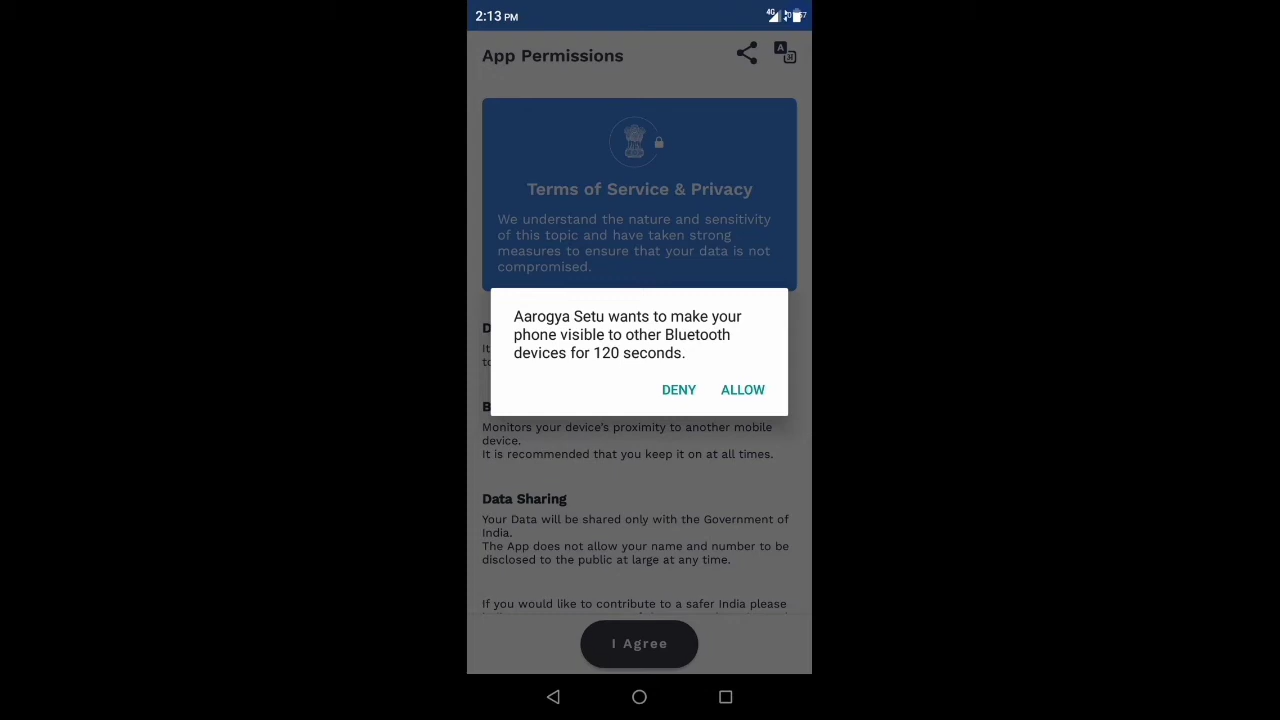 2:13 PM
4G
App Permissions
A
Terms of Service & Privacy
We understand the nature and sensitivity
of this topic and have taken strong
measures to ensure that your data is not
compromised.
D
It
Aarogya Setu wants to make your
phone visible to other Bluetooth
devices for 120 seconds.
to
DENY ALLOW
B
Monitors your device's proximity to another mobile
device.
It is recommended that you keep it on at all times.
Data Sharing
Your Data will be shared only with the Government of
India.
The App does not allow your name and number to be
disclosed to the public at large at any time.
If you would like to contribute to a safer India please
I Agree